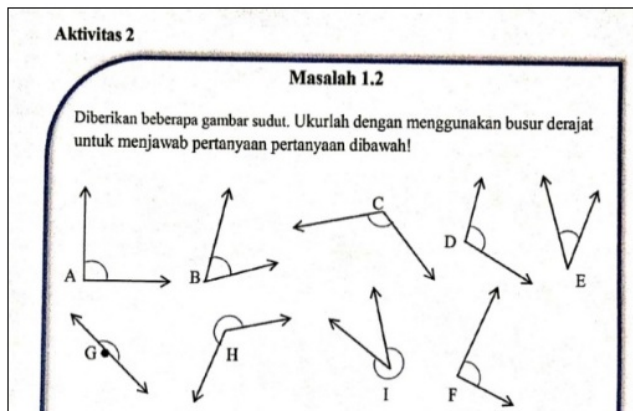 Aktivitas 2
Masalah 1.2
Diberikan beberapa gambar sudut. Ukurlah dengan menggunakan busur derajat
untuk menjawab pertanyaan pertanyaan dibawah!
A
B
C
D
E
G
H
I
F